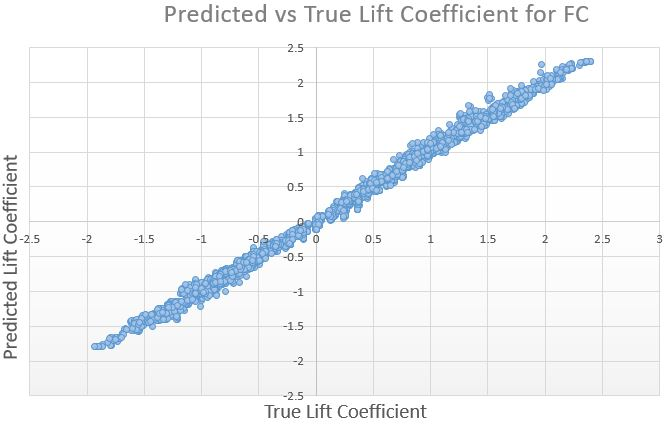 Predicted vs True Lift Coefficient for FC
2.5
2
1.5
1
0.5
0
-2.5 -2 -1.5 -1 -0.5 0 0.5 1 1.5 2 2.5 3
-0.5
-1
-1.5
-2
-2.5
Predicted Lift Coefficient
True Lift Coefficient